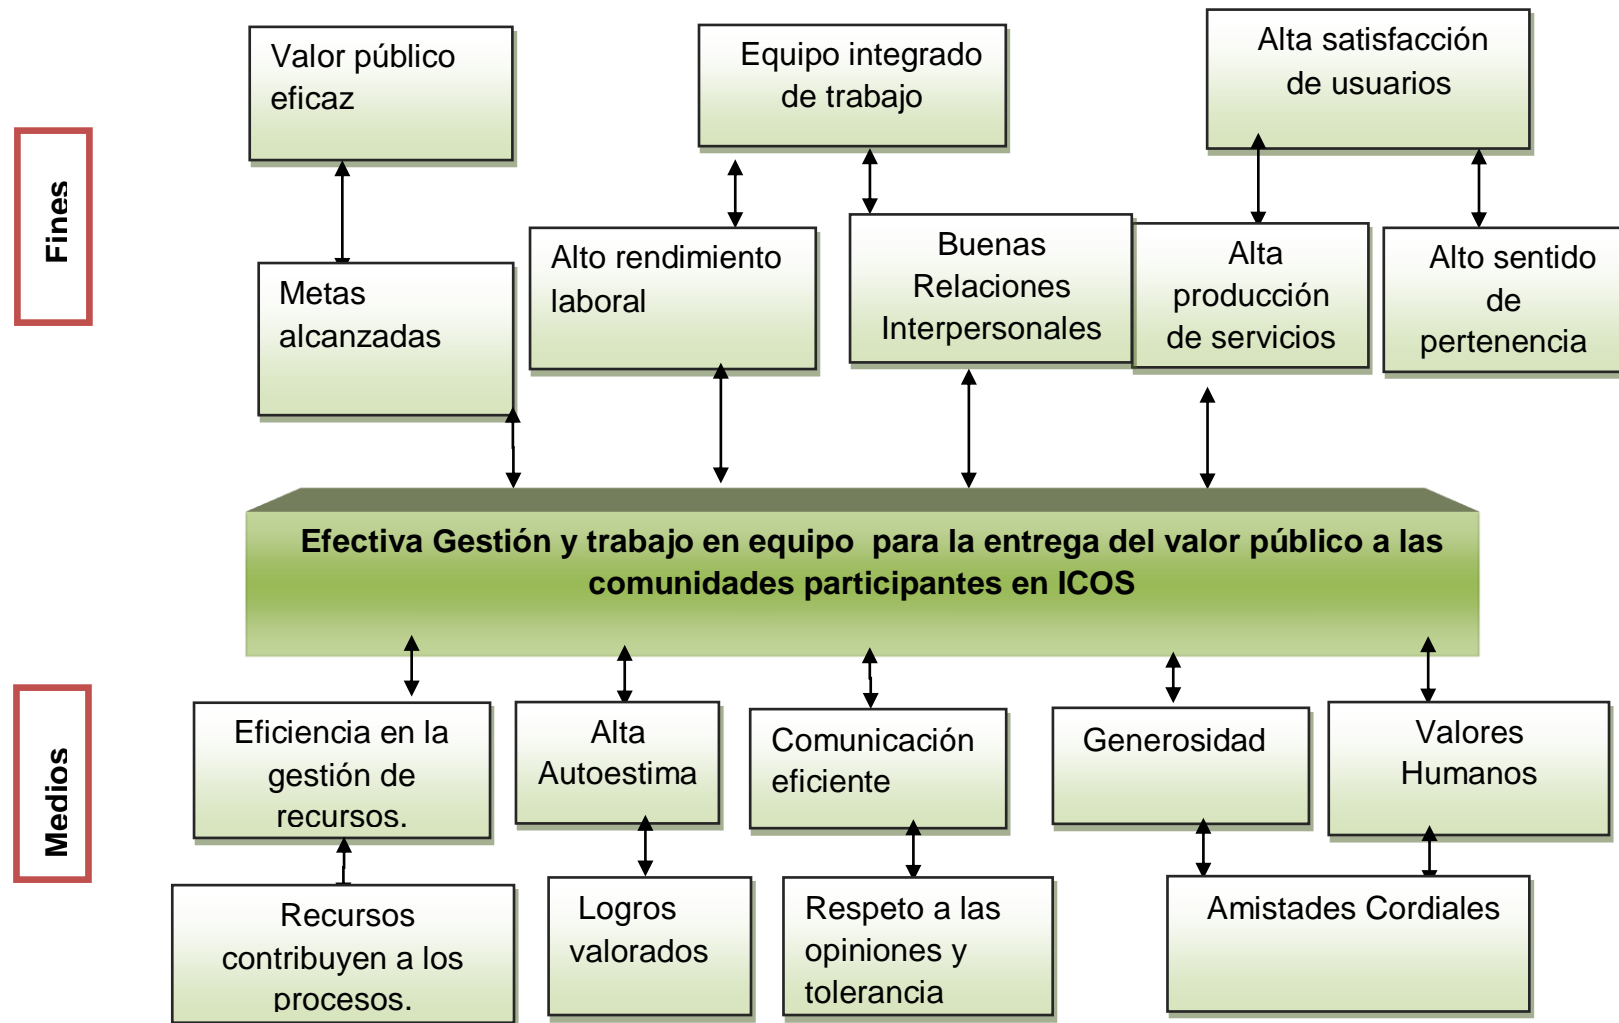 Fines
Valor público
eficaz
Equipo integrado
de trabajo
Alta satisfacción
de usuarios
Metas
alcanzadas
Alto rendimiento
laboral
Buenas
Relaciones
Interpersonales
Alta
producción
de servicios
Alto sentido
de
pertenencia
Efectiva Gestión y trabajo en equipo para la entrega del valor público a las
comunidades participantes en ICOS
Medios
Eficiencia en la
gestión de
recursos.
Alta
Autoestima
Comunicación
eficiente
Generosidad
Valores
Humanos
Recursos
contribuyen a los
procesos.
Logros
valorados
Respeto a las
opiniones y
tolerancia
Amistades Cordiales